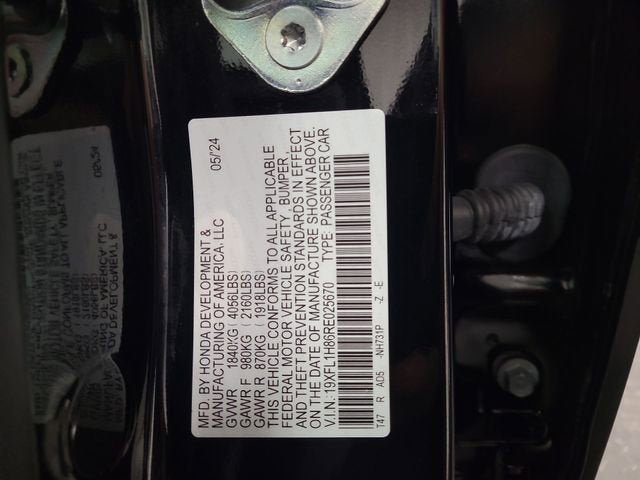 MFD. BY HONDA DEVELOPMENT & 05/'24
MANUFACTURING OF AMERICA, LLC
GVWR 1840KG (4056LBS)
GAWR F 980KG (2160LBS)
GAWR R 870KG (1918LBS)
THIS VEHICLE CONFORMS TO ALL APPLICABLE
FEDERAL MOTOR VEHICLE SAFETY, BUMPER,
AND THEFT PREVENTION STANDARDS IN EFFECT
ON THE DATE OF MANUFACTURE SHOWN ABOVE.
V.I.N: 19XFL1H86RE025670 TYPE: PASSENGER CAR
T47 R AD5 -NH731P -Z -E